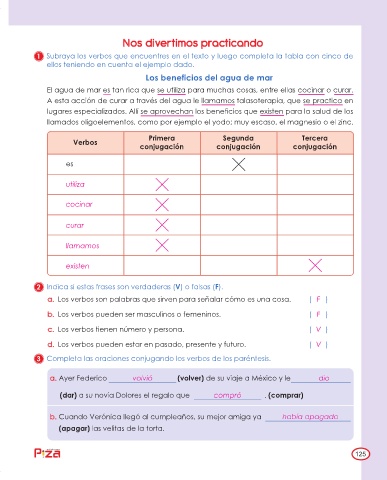 Nos divertimos practicando
1 Subraya los verbos que encuentres en el texto y luego completa la tabla con cinco de
ellos teniendo en cuenta el ejemplo dado.
Los beneficios del agua de mar
El agua de mar es tan rica que se utiliza para muchas cosas, entre ellas cocinar o curar.
A esta acción de curar a través del agua le llamamos talasoterapia, que se practica en
lugares especializados. Allí se aprovechan los beneficios que existen para la salud de los
llamados oligoelementos, como por ejemplo el yodo; muy escaso, el magnesio o el zinc.
Verbos Primera conjugación Segunda conjugación Tercera conjugación
es
utiliza
cocinar
curar
llamamos
existen
2 Indica si estas frases son verdaderas (V) o falsas (F).
a. Los verbos son palabras que sirven para señalar cómo es una cosa. ( F )
b. Los verbos pueden ser masculinos o femeninos. ( F )
c. Los verbos tienen número y persona. ( V )
d. Los verbos pueden estar en pasado, presente y futuro. ( V )
3 Completa las oraciones conjugando los verbos de los paréntesis.
a. Ayer Federico volvió (volver) de su viaje a México y le dio
(dar) a su novia Dolores el regalo que compró . (comprar)
b. Cuando Verónica llegó al cumpleaños, su mejor amiga ya había apagado
(apagar) las velitas de la torta.
Pizza
125